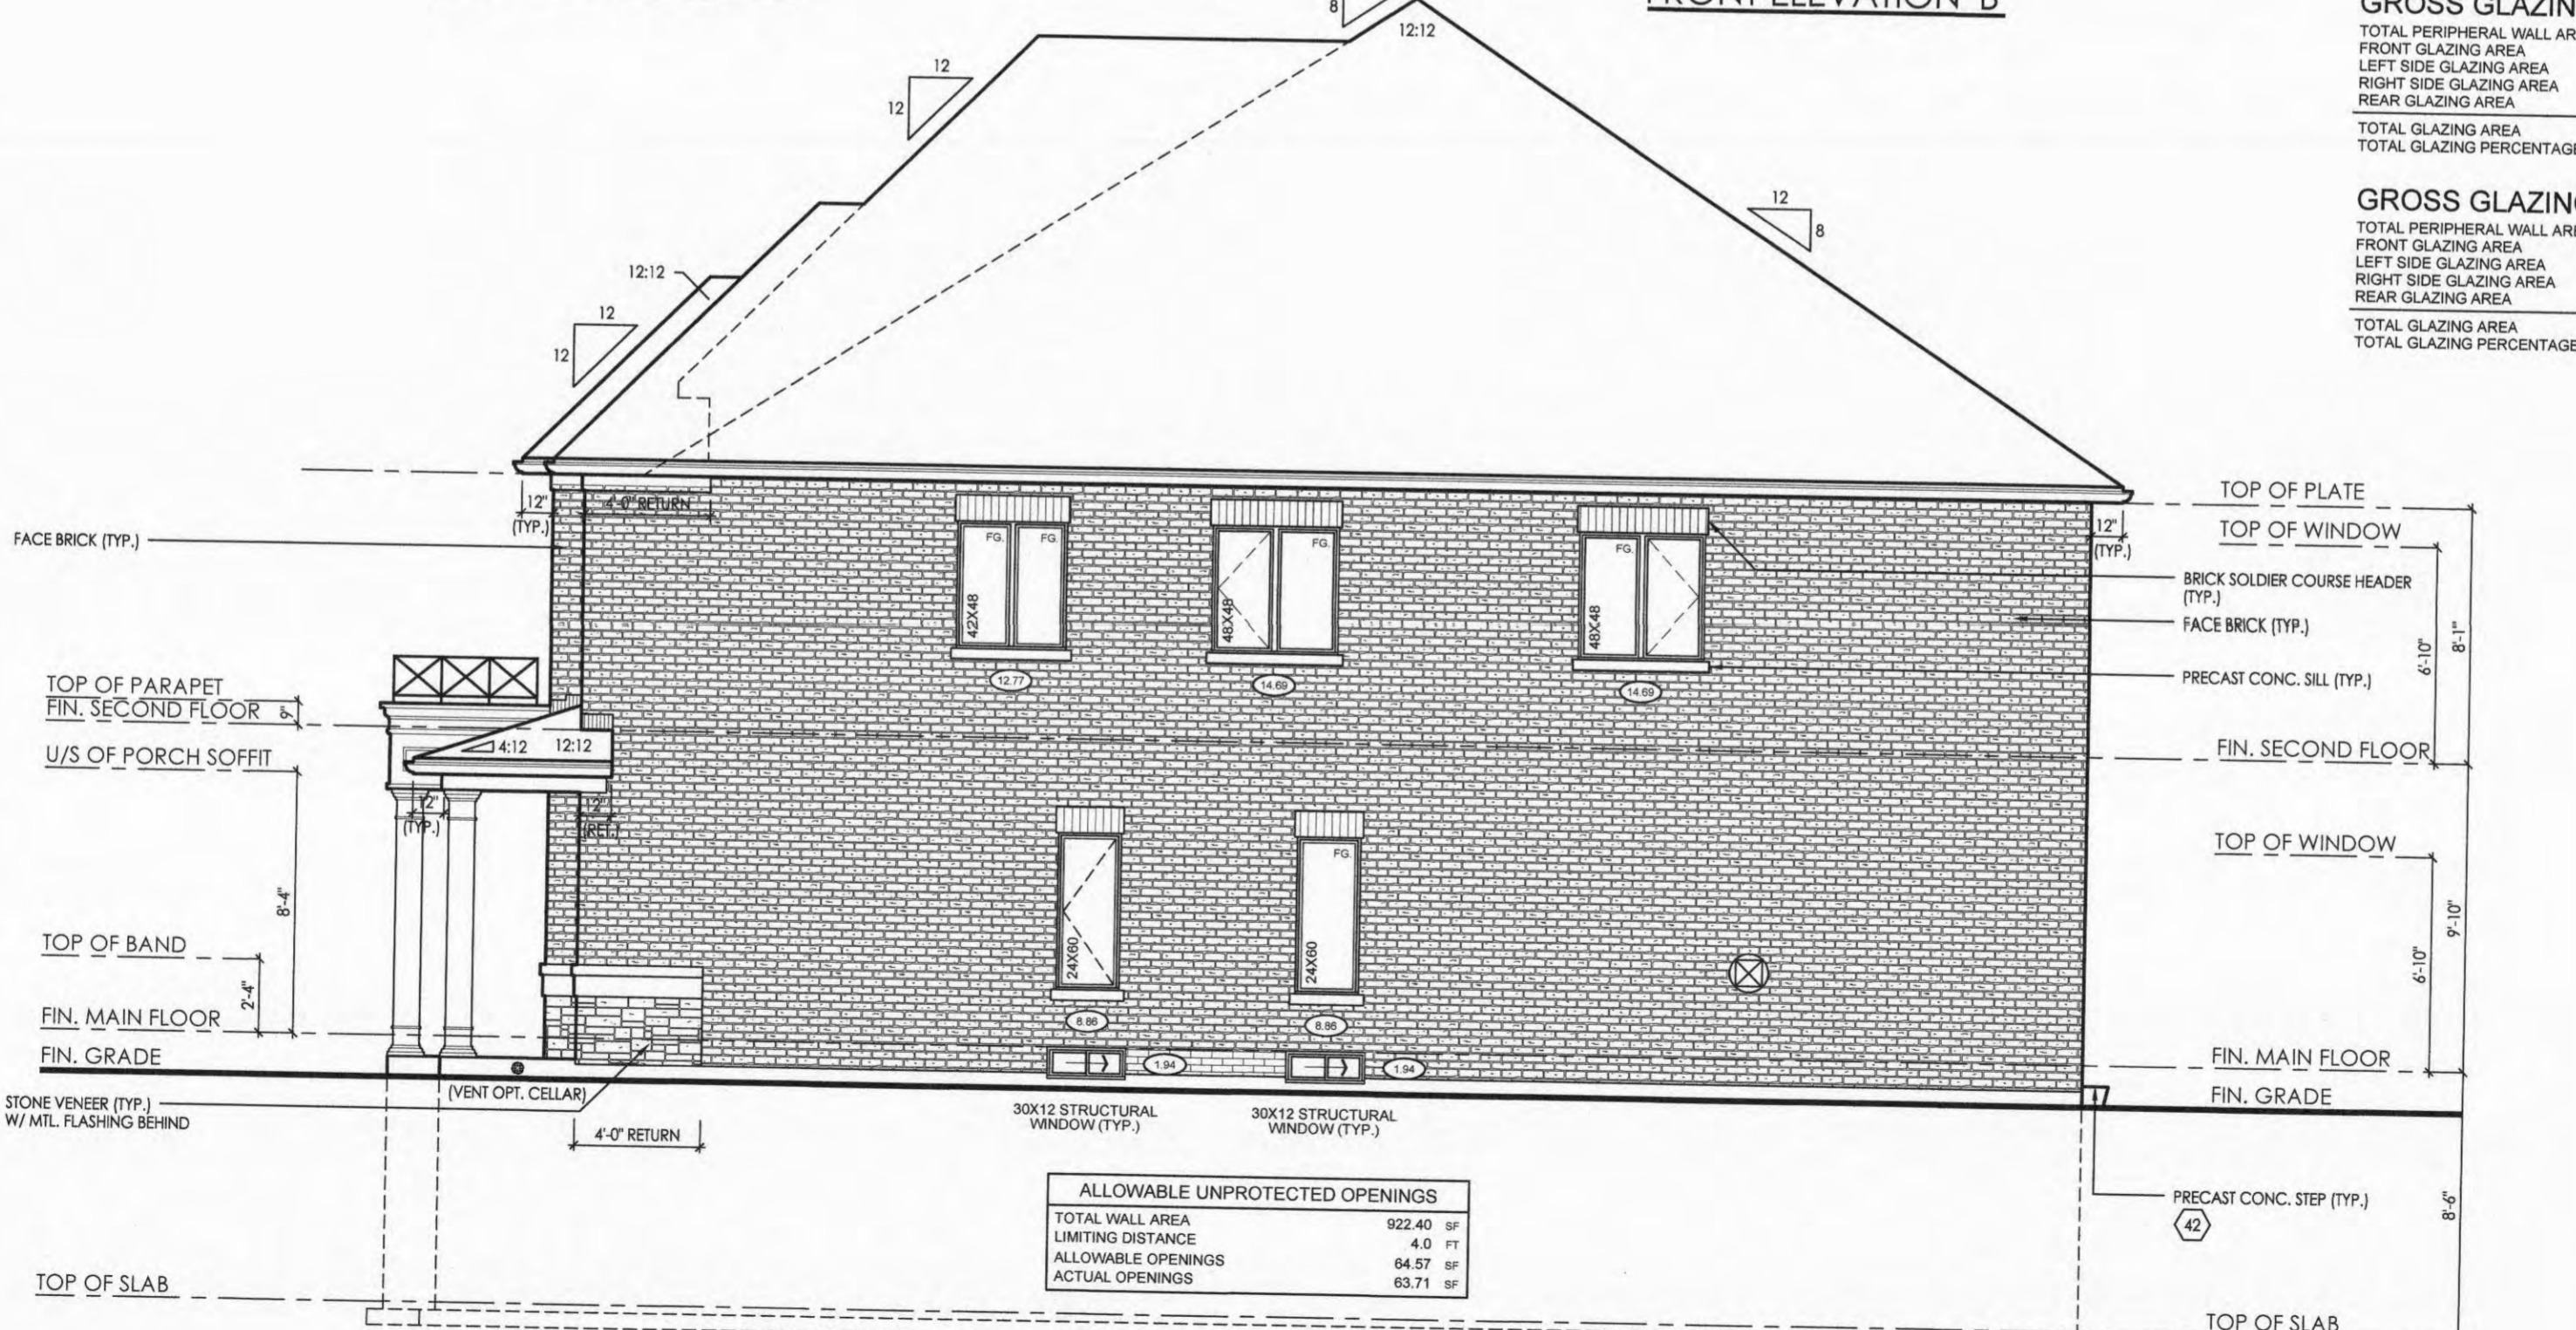 FRONT ELEVATION 'B'
8
12:12
12
12
12:12
12
12
12
8
GROSS GLAZIN
TOTAL PERIPHERAL WALL AR
FRONT GLAZING AREA
LEFT SIDE GLAZING AREA
RIGHT SIDE GLAZING AREA
REAR GLAZING AREA
TOTAL GLAZING AREA
TOTAL GLAZING PERCENTAGE
GROSS GLAZING
TOTAL PERIPHERAL WALL ARE
FRONT GLAZING AREA
LEFT SIDE GLAZING AREA
RIGHT SIDE GLAZING AREA
REAR GLAZING AREA
TOTAL GLAZING AREA
TOTAL GLAZING PERCENTAGE
12"
(TYP.)
4'-0" RETURN
FACE BRICK (TYP.)
FG.
FG.
42X48
12.77
FG.
48X48
14.69
FG.
48X48
14.69
12"
(TYP.)
TOP OF PLATE
TOP OF WINDOW
BRICK SOLDIER COURSE HEADER
(TYP.)
FACE BRICK (TYP.)
PRECAST CONC. SILL (TYP.)
6'-10"
8'-1"
FIN. SECOND FLOOR
TOP OF PARAPET
FIN. SECOND FLOOR
9"
U/S OF PORCH SOFFIT
4:12
12:12
12"
(TYP.)
12"
(RET.)
8'-4"
TOP OF BAND
2'-4"
FIN. MAIN FLOOR
FIN. GRADE
24X60
8.86
FG.
24X60
8.86
1.94
1.94
TOP OF WINDOW
6'-10"
9'-10"
FIN. MAIN FLOOR
FIN. GRADE
STONE VENEER (TYP.)
W/ MTL. FLASHING BEHIND
(VENT OPT. CELLAR)
4'-0" RETURN
30X12 STRUCTURAL
WINDOW (TYP.)
30X12 STRUCTURAL
WINDOW (TYP.)
ALLOWABLE UNPROTECTED OPENINGS
TOTAL WALL AREA 922.40 SF
LIMITING DISTANCE 4.0 FT
ALLOWABLE OPENINGS 64.57 SF
ACTUAL OPENINGS 63.71 SF
PRECAST CONC. STEP (TYP.)
42
8'-6"
TOP OF SLAB
TOP OF SLAB